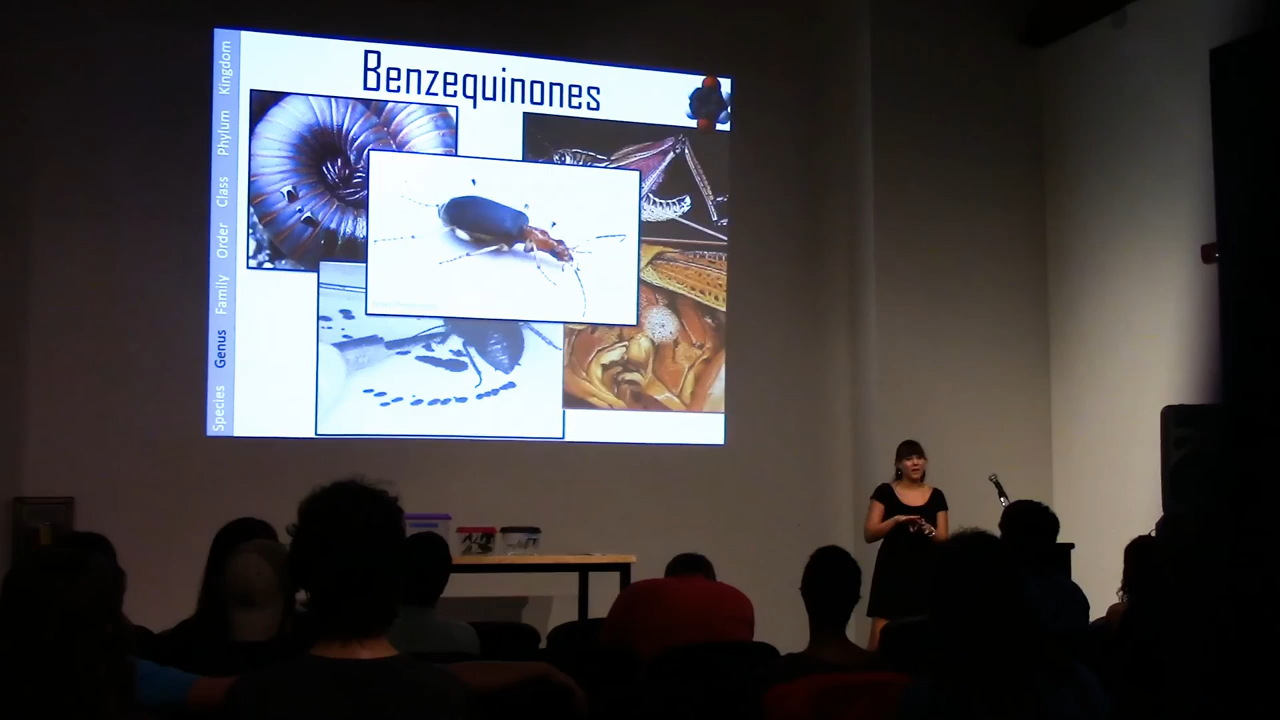 Benzequinones
Kingdom
Phylum
Class
Order
Family
Genus
Species